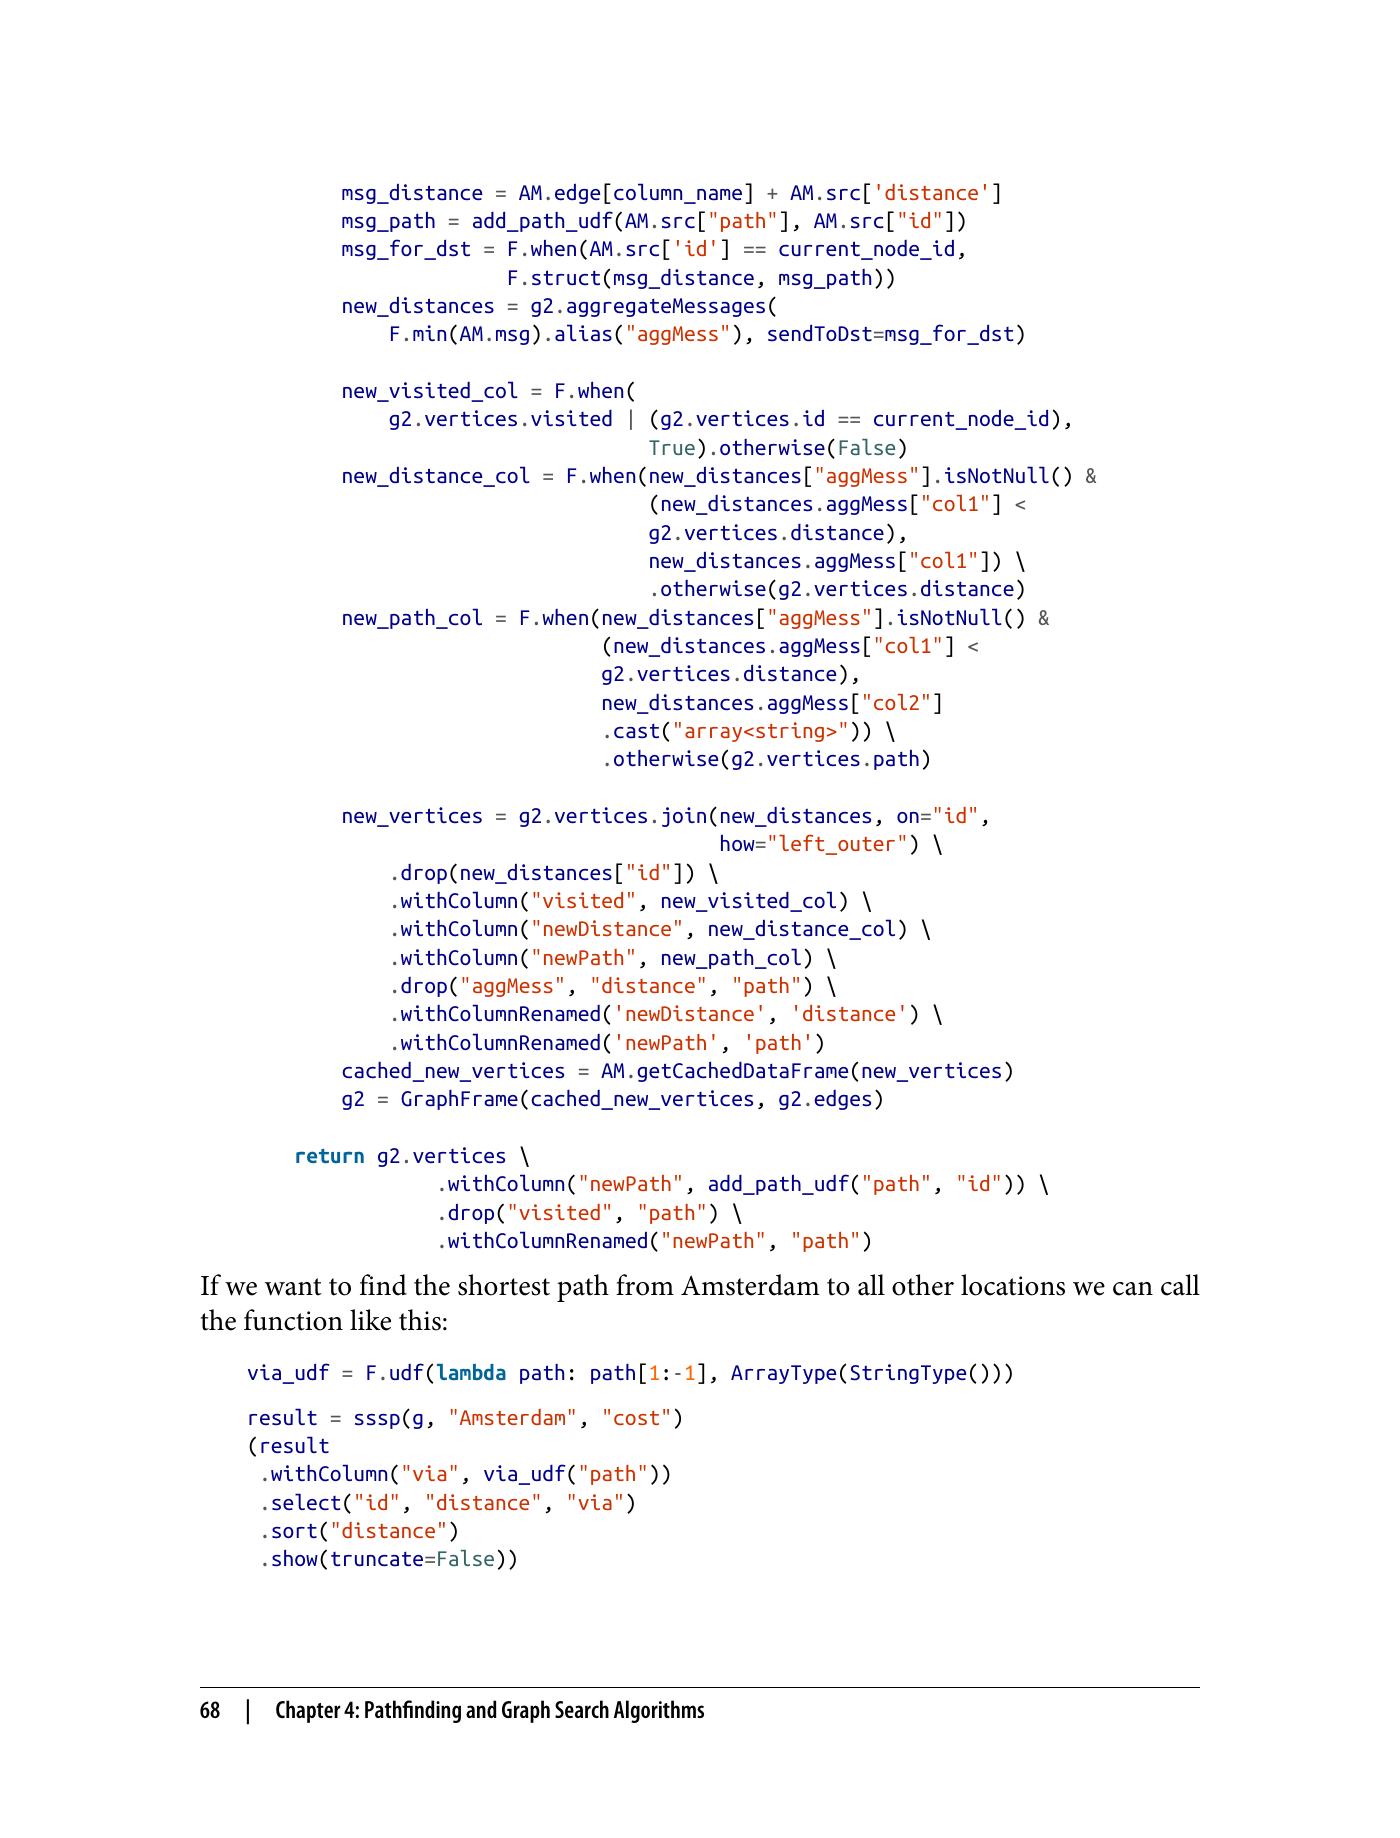 msg_distance = AM.edge[column_name] + AM.src['distance']
msg_path = add_path_udf(AM.src["path"], AM.src["id"])
msg_for_dst = F.when(AM.src['id'] == current_node_id,
              F.struct(msg_distance, msg_path))
new_distances = g2.aggregateMessages(
    F.min(AM.msg).alias("aggMess"), sendToDst=msg_for_dst)

new_visited_col = F.when(
    g2.vertices.visited | (g2.vertices.id == current_node_id),
                          True).otherwise(False)
new_distance_col = F.when(new_distances["aggMess"].isNotNull() &
                          (new_distances.aggMess["col1"] <
                          g2.vertices.distance),
                          new_distances.aggMess["col1"]) \
                          .otherwise(g2.vertices.distance)
new_path_col = F.when(new_distances["aggMess"].isNotNull() &
                      (new_distances.aggMess["col1"] <
                      g2.vertices.distance),
                      new_distances.aggMess["col2"]
                      .cast("array<string>")) \
                      .otherwise(g2.vertices.path)

new_vertices = g2.vertices.join(new_distances, on="id",
                                how="left_outer") \
    .drop(new_distances["id"]) \
    .withColumn("visited", new_visited_col) \
    .withColumn("newDistance", new_distance_col) \
    .withColumn("newPath", new_path_col) \
    .drop("aggMess", "distance", "path") \
    .withColumnRenamed('newDistance', 'distance') \
    .withColumnRenamed('newPath', 'path')
cached_new_vertices = AM.getCachedDataFrame(new_vertices)
g2 = GraphFrame(cached_new_vertices, g2.edges)

return g2.vertices \
            .withColumn("newPath", add_path_udf("path", "id")) \
            .drop("visited", "path") \
            .withColumnRenamed("newPath", "path")
If we want to find the shortest path from Amsterdam to all other locations we can call
the function like this:
via_udf = F.udf(lambda path: path[1:-1], ArrayType(StringType()))
result = sssp(g, "Amsterdam", "cost")
(result
 .withColumn("via", via_udf("path"))
 .select("id", "distance", "via")
 .sort("distance")
 .show(truncate=False))
68 | Chapter 4: Pathfinding and Graph Search Algorithms